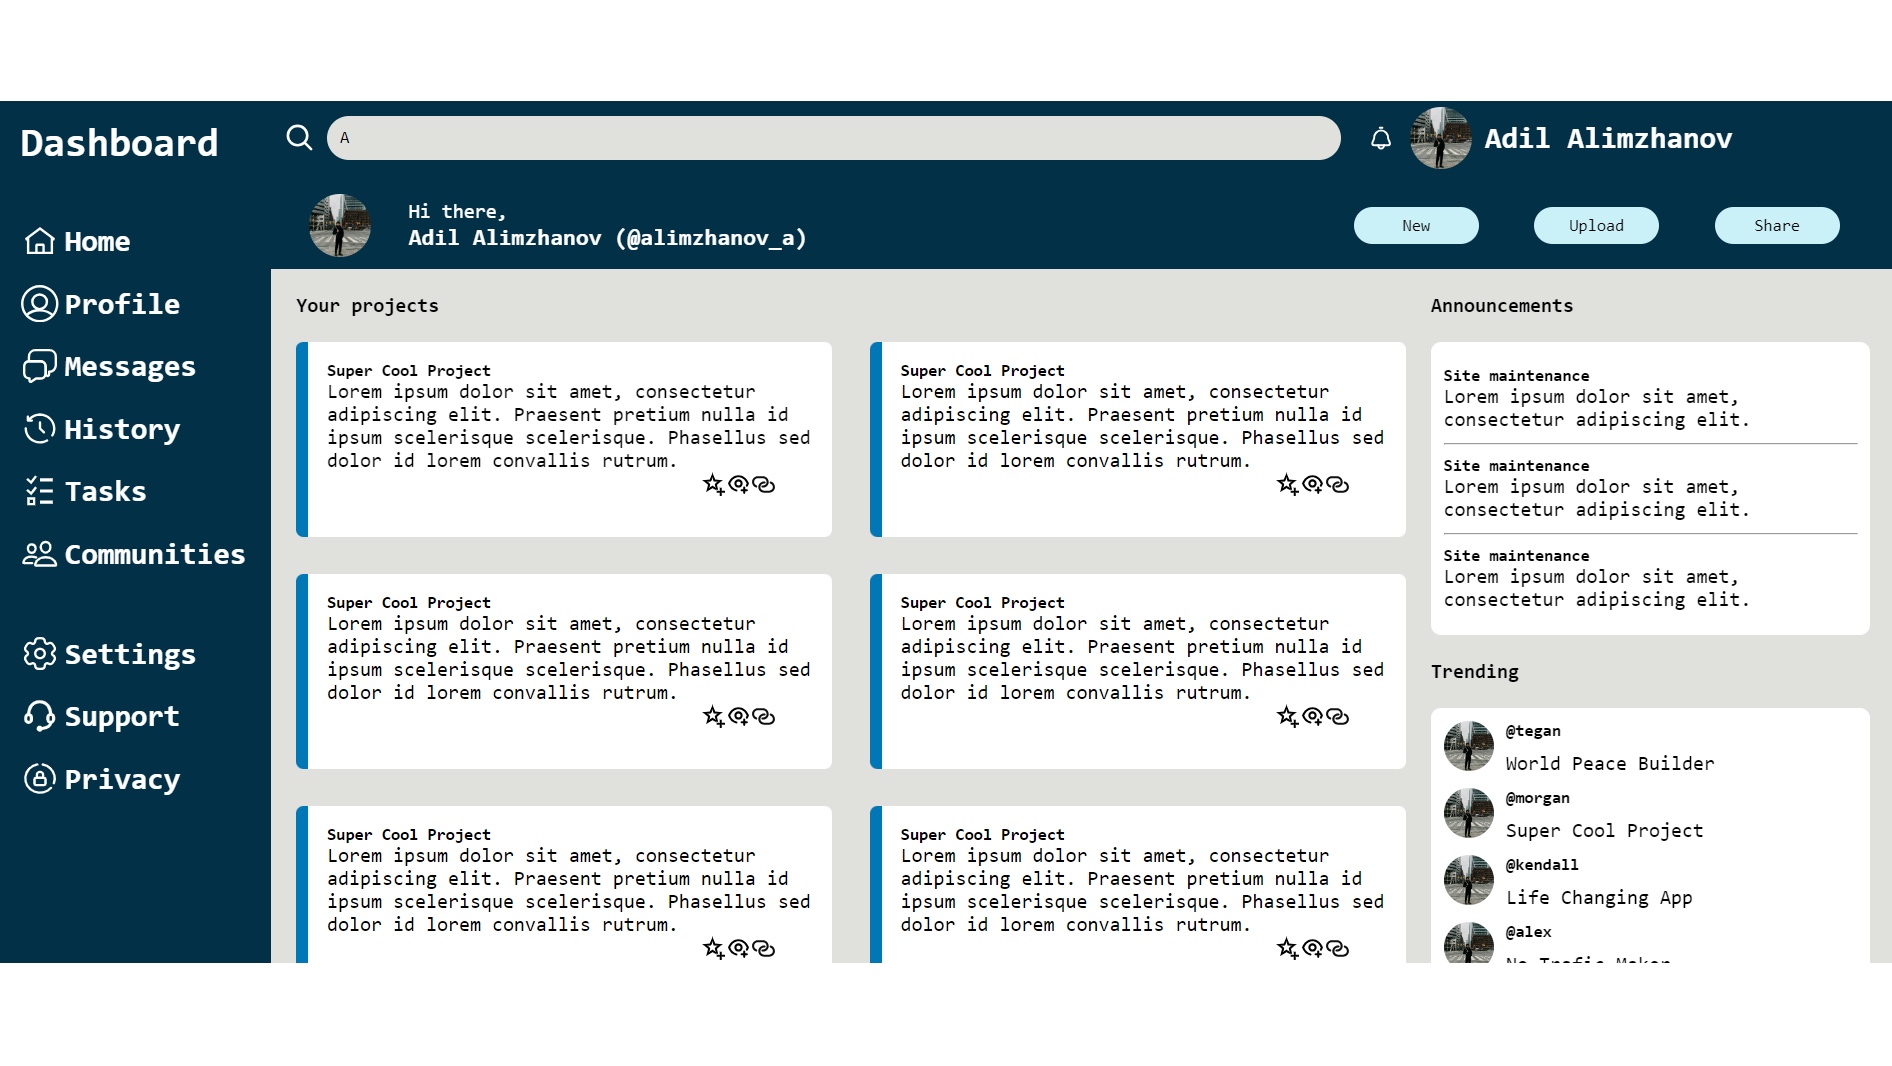 Dashboard
A
Adil Alimzhanov
Hi there,
Adil Alimzhanov (@alimzhanov_a)
New
Upload
Share
Home
Profile
Messages
History
Tasks
Communities
Settings
Support
Privacy
Your projects
Super Cool Project
Lorem ipsum dolor sit amet, consectetur
adipiscing elit. Praesent pretium nulla id
ipsum scelerisque scelerisque. Phasellus sed
dolor id lorem convallis rutrum.
Super Cool Project
Lorem ipsum dolor sit amet, consectetur
adipiscing elit. Praesent pretium nulla id
ipsum scelerisque scelerisque. Phasellus sed
dolor id lorem convallis rutrum.
Super Cool Project
Lorem ipsum dolor sit amet, consectetur
adipiscing elit. Praesent pretium nulla id
ipsum scelerisque scelerisque. Phasellus sed
dolor id lorem convallis rutrum.
Super Cool Project
Lorem ipsum dolor sit amet, consectetur
adipiscing elit. Praesent pretium nulla id
ipsum scelerisque scelerisque. Phasellus sed
dolor id lorem convallis rutrum.
Super Cool Project
Lorem ipsum dolor sit amet, consectetur
adipiscing elit. Praesent pretium nulla id
ipsum scelerisque scelerisque. Phasellus sed
dolor id lorem convallis rutrum.
Super Cool Project
Lorem ipsum dolor sit amet, consectetur
adipiscing elit. Praesent pretium nulla id
ipsum scelerisque scelerisque. Phasellus sed
dolor id lorem convallis rutrum.
Announcements
Site maintenance
Lorem ipsum dolor sit amet,
consectetur adipiscing elit.
Site maintenance
Lorem ipsum dolor sit amet,
consectetur adipiscing elit.
Site maintenance
Lorem ipsum dolor sit amet,
consectetur adipiscing elit.
Trending
@tegan
World Peace Builder
@morgan
Super Cool Project
@kendall
Life Changing App
@alex